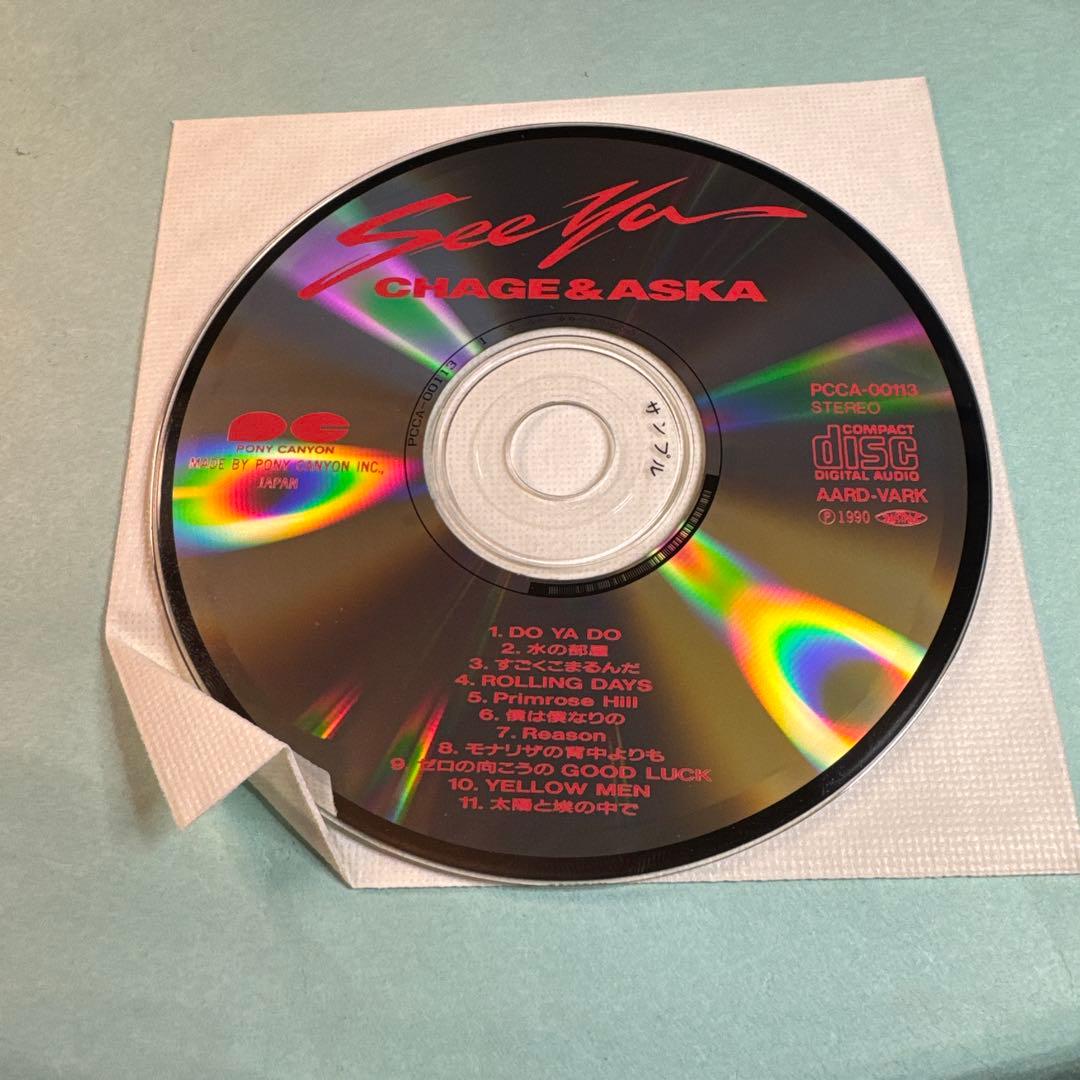 See Ya
CHAGE&ASKA
PCCA-00113 1
サンプル
PCCA-00113
STEREO
COMPACT
disc
DIGITAL AUDIO
AARD-VARK
Ⓟ1990
PONY CANYON
MADE BY PONY CANYON INC.,
JAPAN
1. DO YA DO
2. 水の部屋
3. すごくこまるんだ
4. ROLLING DAYS
5. Primrose Hill
6. 僕は僕なりの
7. Reason
8. モナリザの背中よりも
9. ゼロの向こうの GOOD LUCK
10. YELLOW MEN
11. 太陽と埃の中で